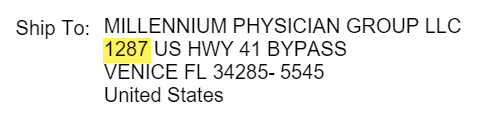 Ship To: MILLENNIUM PHYSICIAN GROUP LLC
1287 US HWY 41 BYPASS
VENICE FL 34285- 5545
United States